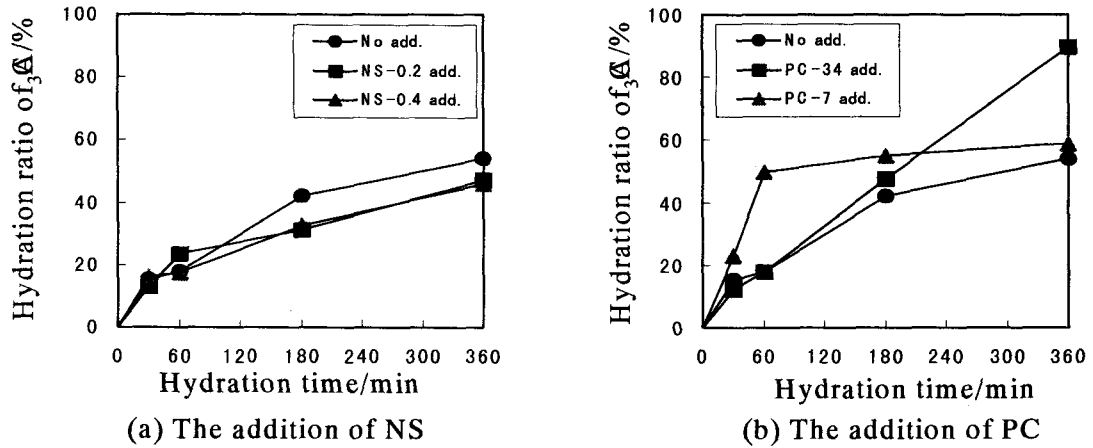 Hydration ratio of C₃A/%
100
80
60
40
20
0
No add.
NS-0.2 add.
NS-0.4 add.
0 60 120 180 240 300 360
Hydration time/min
(a) The addition of NS
Hydration ratio of C₃A/%
100
80
60
40
20
0
No add.
PC-34 add.
PC-7 add.
0 60 120 180 240 300 360
Hydration time/min
(b) The addition of PC